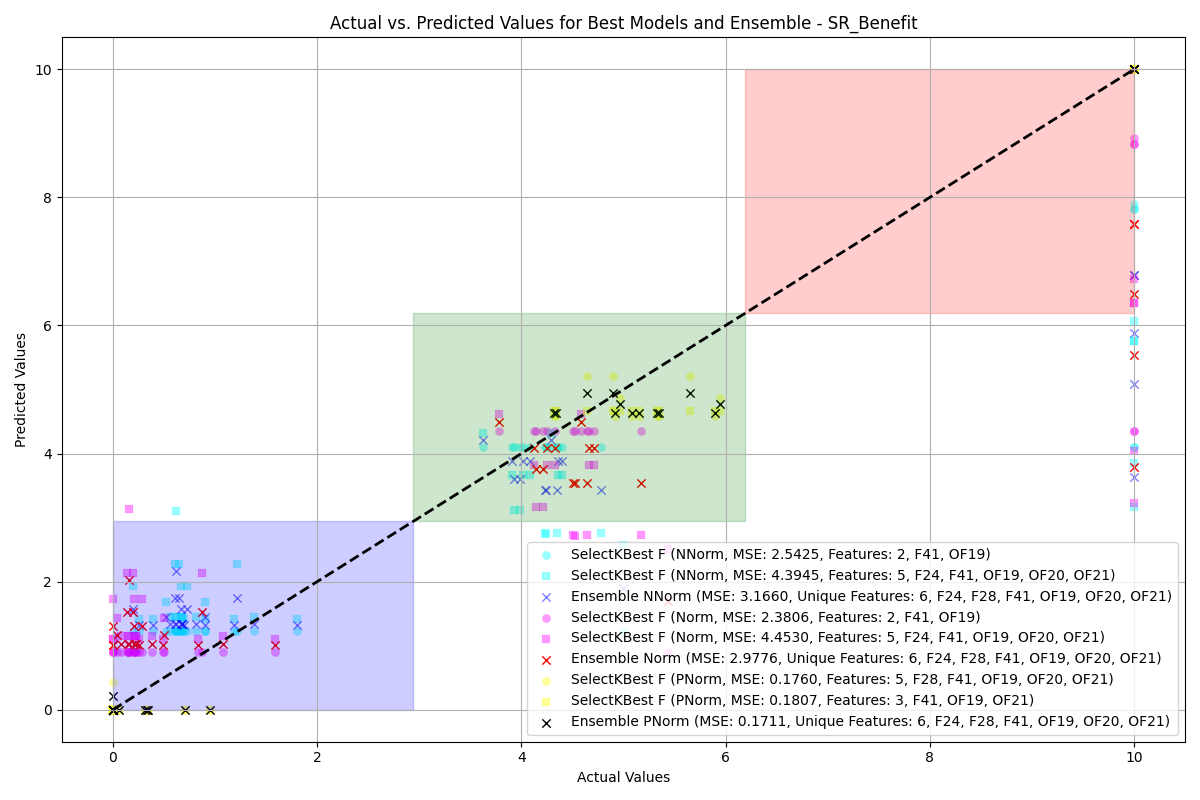 Actual vs. Predicted Values for Best Models and Ensemble - SR_Benefit
10
8
6
4
2
0
Predicted Values
SelectKBest F (NNorm, MSE: 2.5425, Features: 2, F41, OF19)
SelectKBest F (NNorm, MSE: 4.3945, Features: 5, F24, F41, OF19, OF20, OF21)
Ensemble NNorm (MSE: 3.1660, Unique Features: 6, F24, F28, F41, OF19, OF20, OF21)
SelectKBest F (Norm, MSE: 2.3806, Features: 2, F41, OF19)
SelectKBest F (Norm, MSE: 4.4530, Features: 5, F24, F41, OF19, OF20, OF21)
Ensemble Norm (MSE: 2.9776, Unique Features: 6, F24, F28, F41, OF19, OF20, OF21)
SelectKBest F (PNorm, MSE: 0.1760, Features: 5, F28, F41, OF19, OF20, OF21)
SelectKBest F (PNorm, MSE: 0.1807, Features: 3, F41, OF19, OF21)
Ensemble PNorm (MSE: 0.1711, Unique Features: 6, F24, F28, F41, OF19, OF20, OF21)
0 2 4 6 8 10
Actual Values